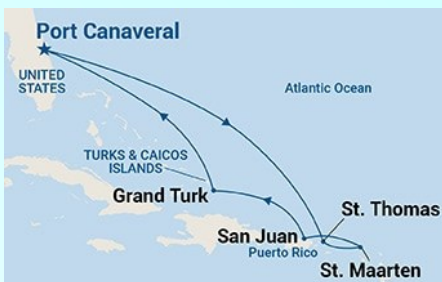 Port Canaveral
UNITED
STATES
Atlantic Ocean
TURKS & CAICOS
ISLANDS
Grand Turk
St. Thomas
San Juan
Puerto Rico
St. Maarten